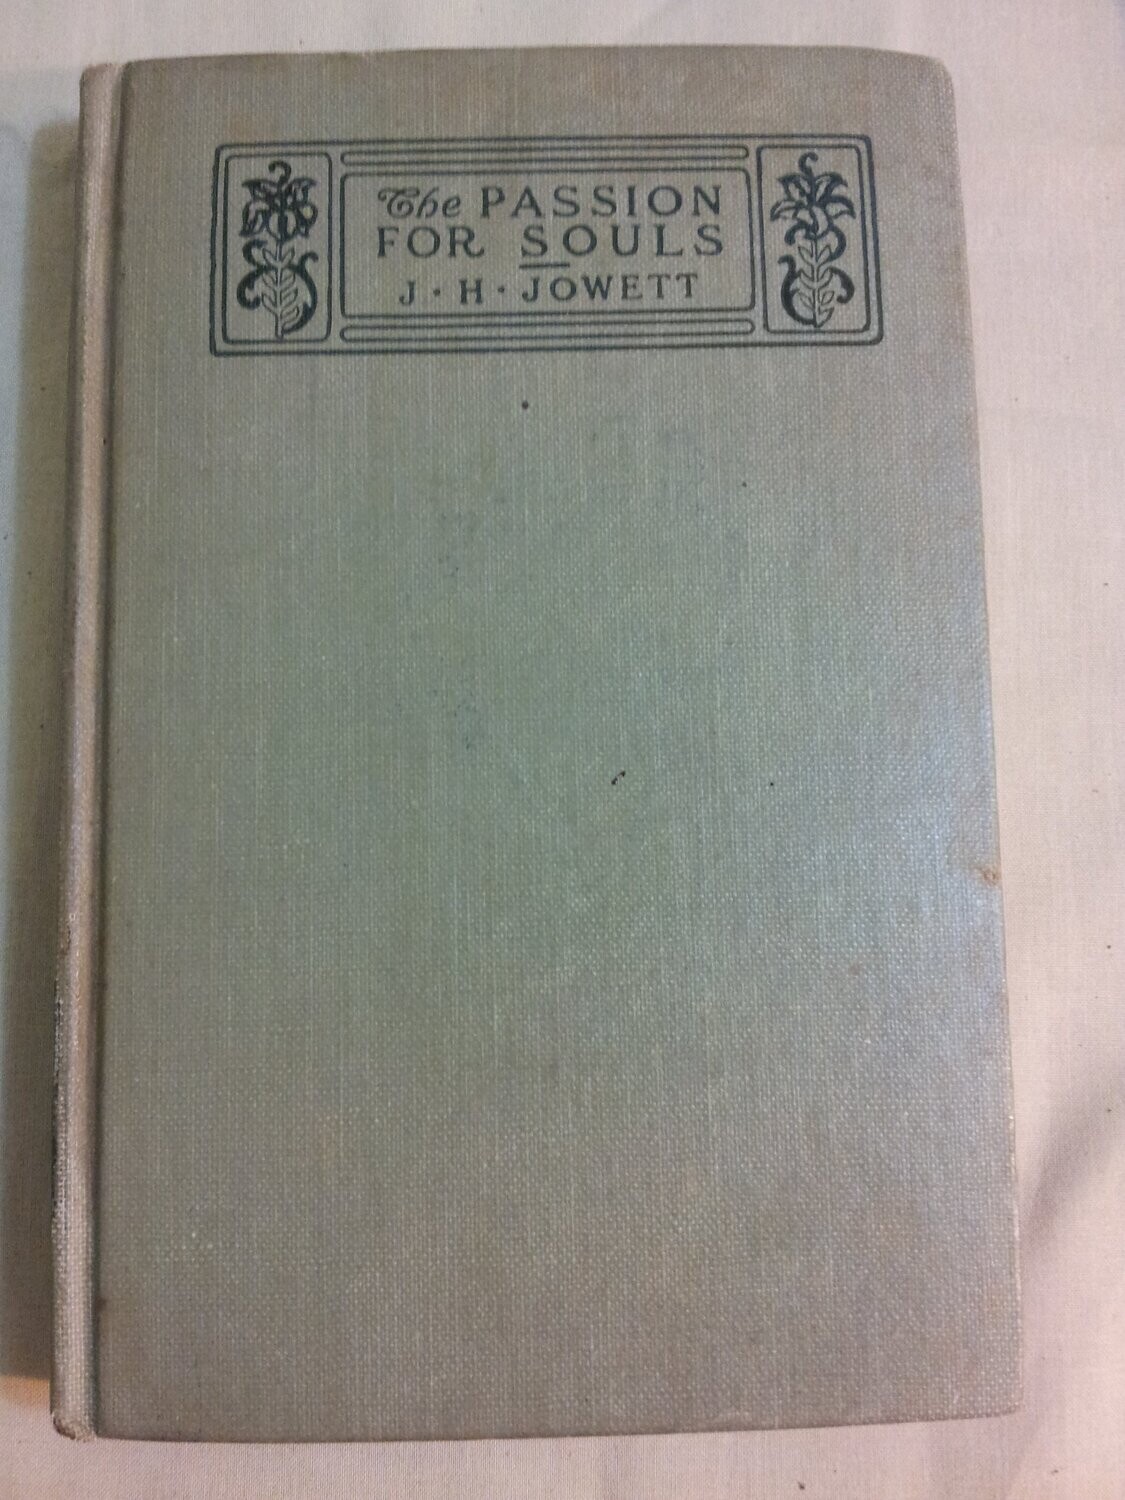 The PASSION
FOR SOULS
J · H · JOWETT